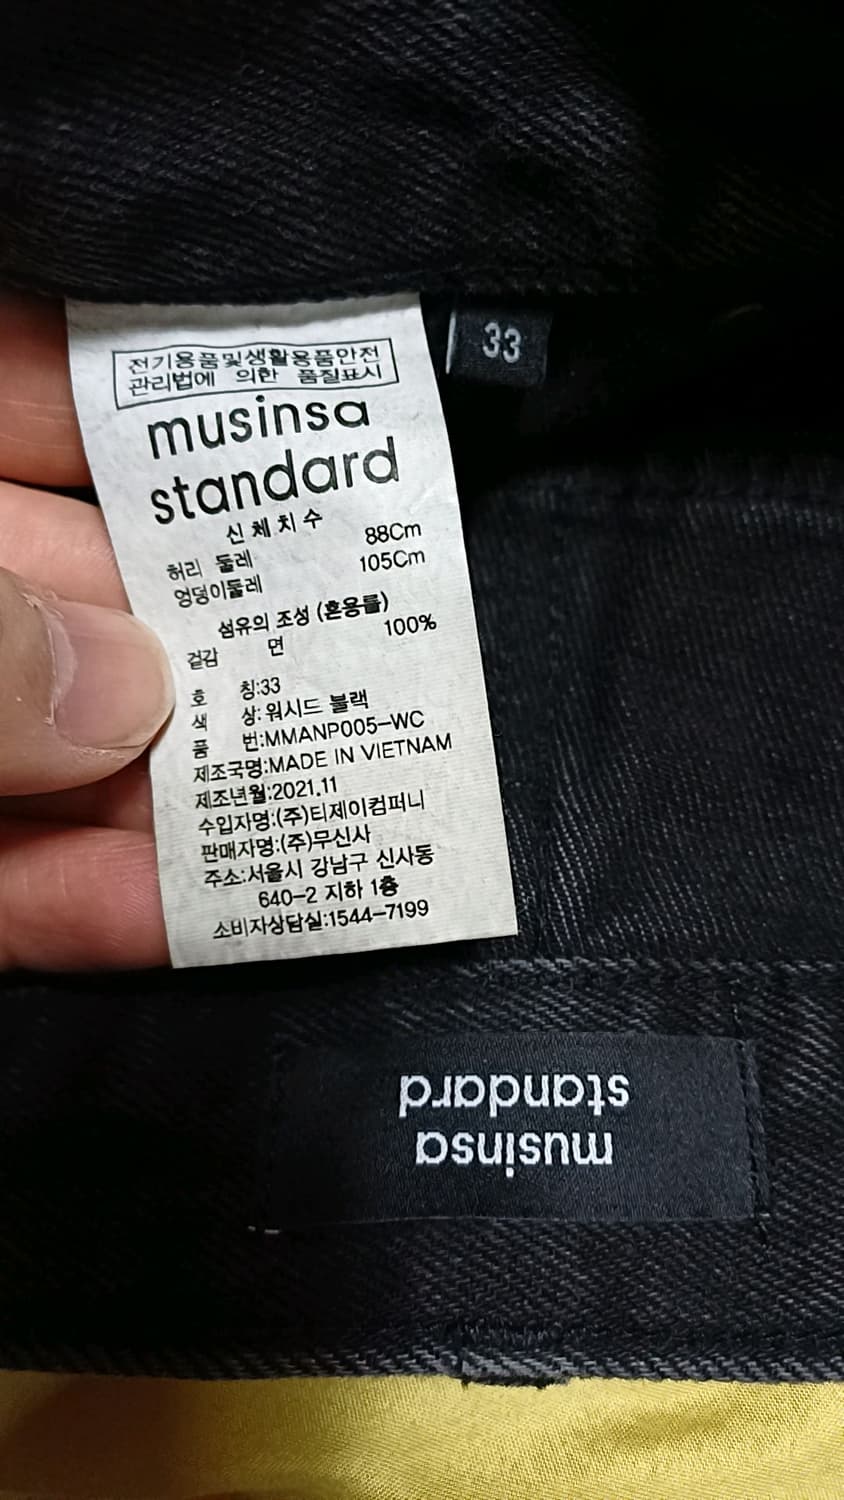 전기용품및생활용품안전
관리법에 의한 품질표시
musinsa
standard
신체치수
허리 둘레 88Cm
엉덩이둘레 105Cm
섬유의 조성 (혼용률)
겉감 면 100%
호 칭:33
색 상:워시드 블랙
품 번:MMANP005-WC
제조국명:MADE IN VIETNAM
제조년월:2021.11
수입자명:(주)티제이컴퍼니
판매자명:(주)무신사
주소:서울시 강남구 신사동
640-2 지하 1층
소비자상담실:1544-7199
33
musinsa
standard